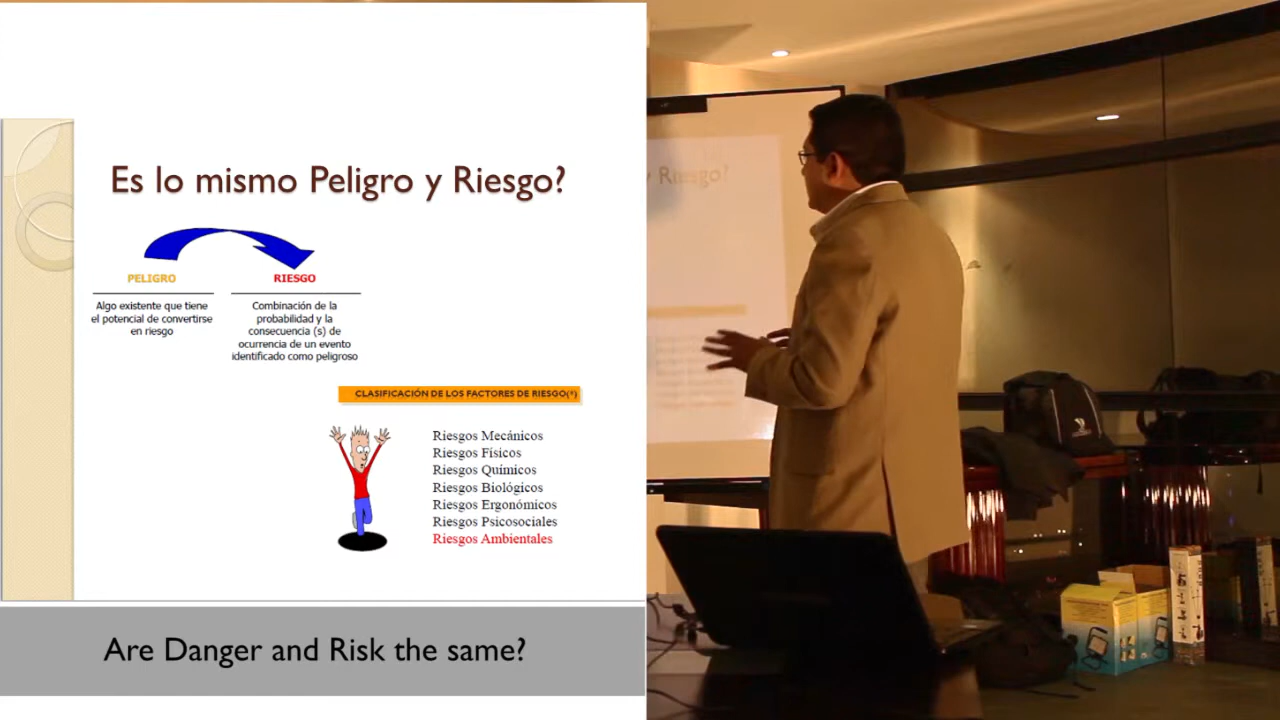 Es lo mismo Peligro y Riesgo?
PELIGRO
Algo existente que tiene
el potencial de convertirse
en riesgo
RIESGO
Combinación de la
probabilidad y la
consecuencia (s) de
ocurrencia de un evento
identificado como peligroso
CLASIFICACIÓN DE LOS FACTORES DE RIESGO(*)
Riesgos Mecánicos
Riesgos Físicos
Riesgos Químicos
Riesgos Biológicos
Riesgos Ergonómicos
Riesgos Psicosociales
Riesgos Ambientales
Are Danger and Risk the same?
y Riesgo?